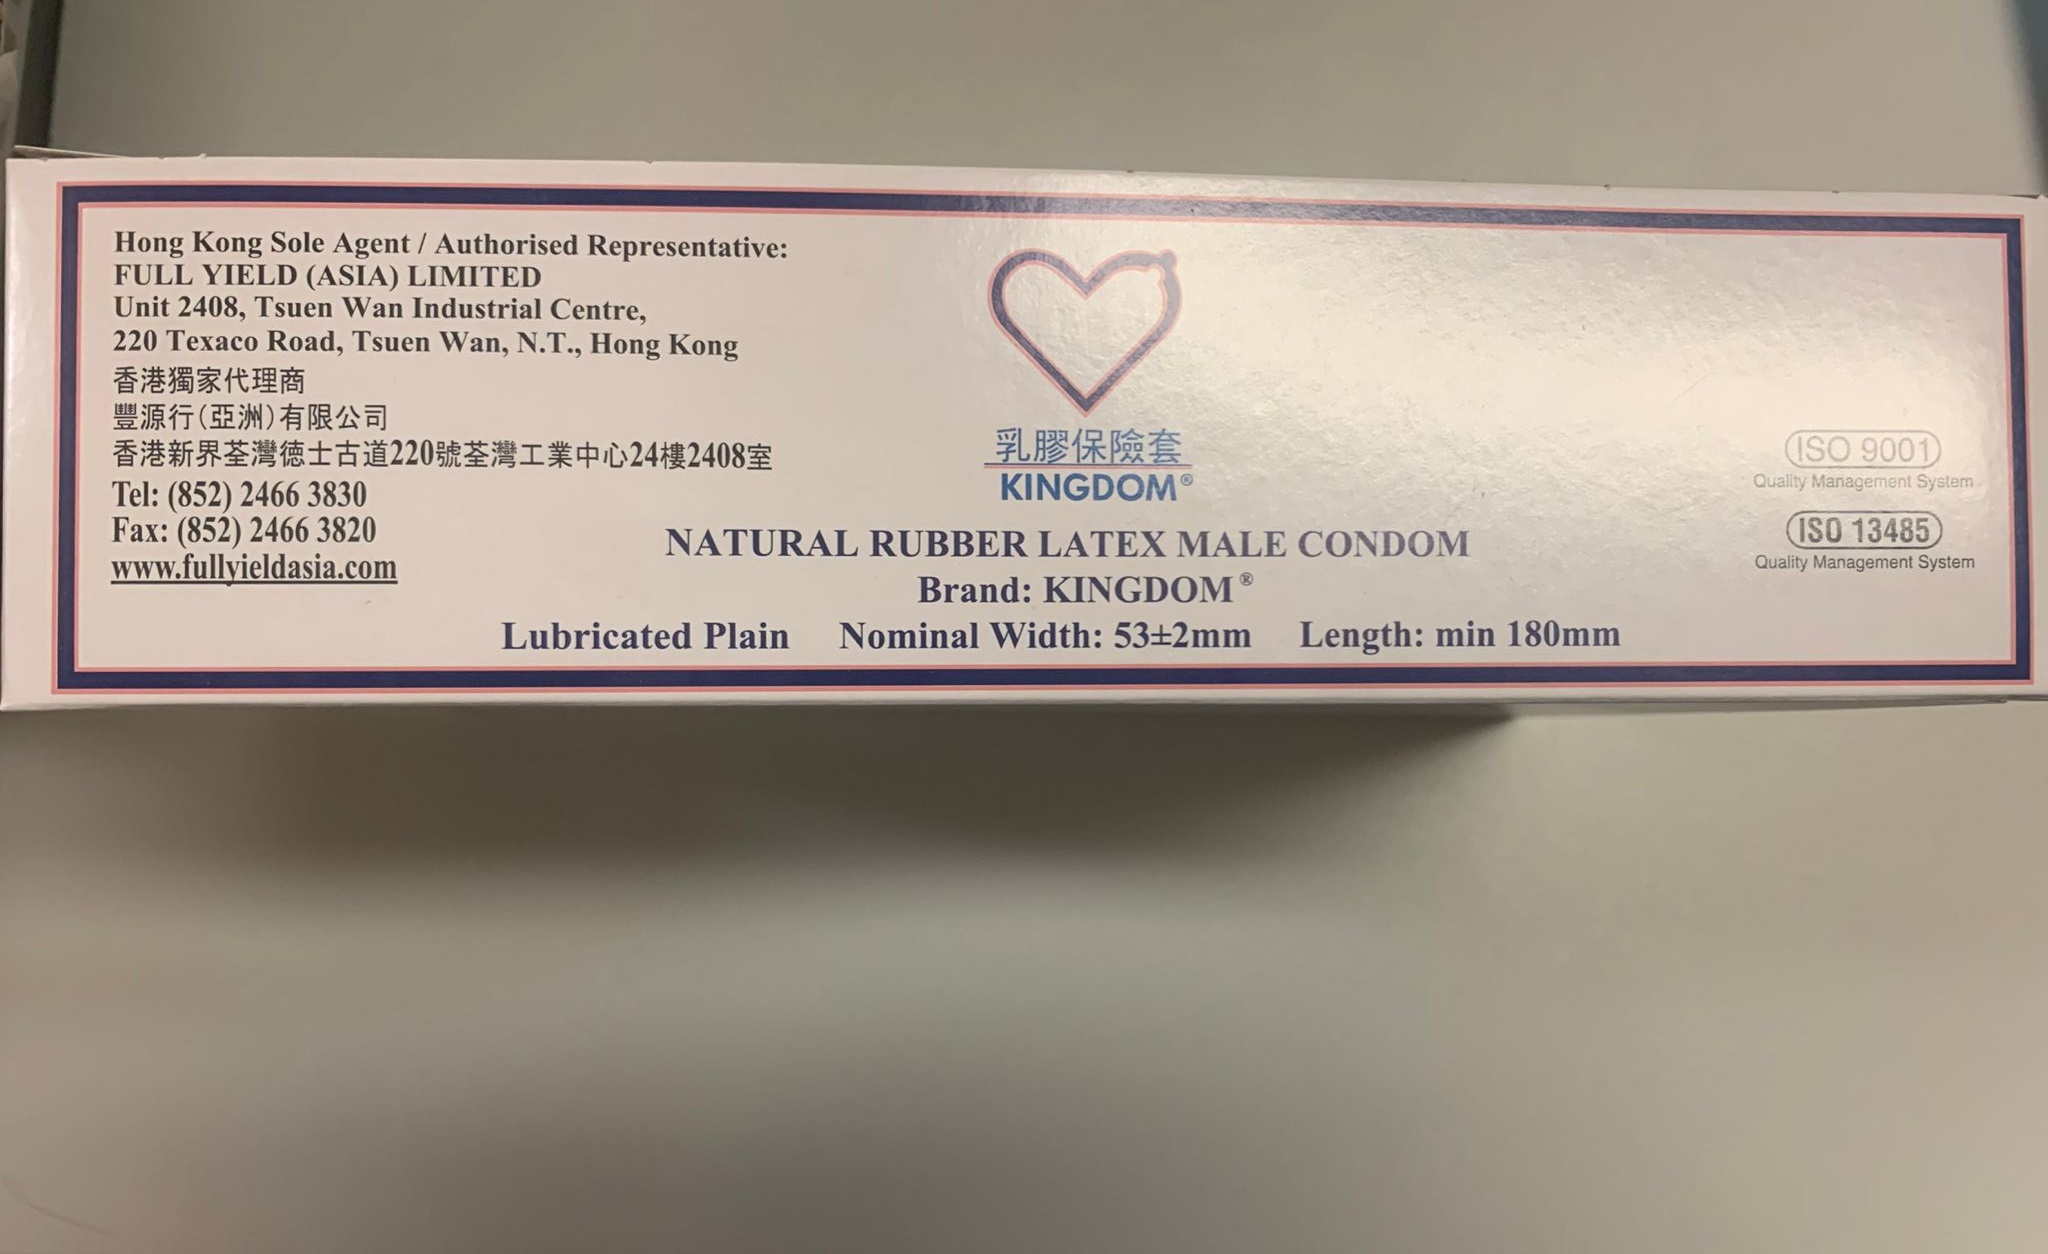 Hong Kong Sole Agent / Authorised Representative:
FULL YIELD (ASIA) LIMITED
Unit 2408, Tsuen Wan Industrial Centre,
220 Texaco Road, Tsuen Wan, N.T., Hong Kong
香港獨家代理商
豐源行(亞洲)有限公司
香港新界荃灣德士古道220號荃灣工業中心24樓2408室
Tel: (852) 2466 3830
Fax: (852) 2466 3820
www.fullyieldasia.com
乳膠保險套
KINGDOM®
NATURAL RUBBER LATEX MALE CONDOM
Brand: KINGDOM®
Lubricated Plain Nominal Width: 53±2mm Length: min 180mm
ISO 9001
Quality Management System
ISO 13485
Quality Management System